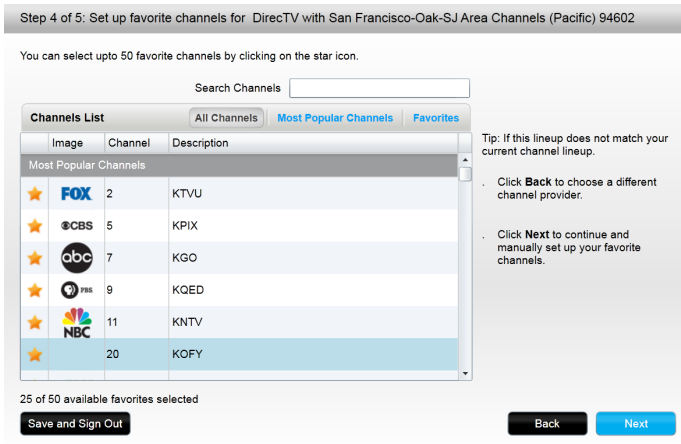 Step 4 of 5: Set up favorite channels for DirecTV with San Francisco-Oak-SJ Area Channels (Pacific) 94602
You can select upto 50 favorite channels by clicking on the star icon.
Search Channels
Channels List All Channels Most Popular Channels Favorites
Image Channel Description
Most Popular Channels
FOX 2 KTVU
CBS 5 KPIX
abc 7 KGO
PBS 9 KQED
NBC 11 KNTV
20 KOFY
Tip: If this lineup does not match your
current channel lineup.
. Click Back to choose a different
channel provider.
. Click Next to continue and
manually set up your favorite
channels.
25 of 50 available favorites selected
Save and Sign Out Back Next